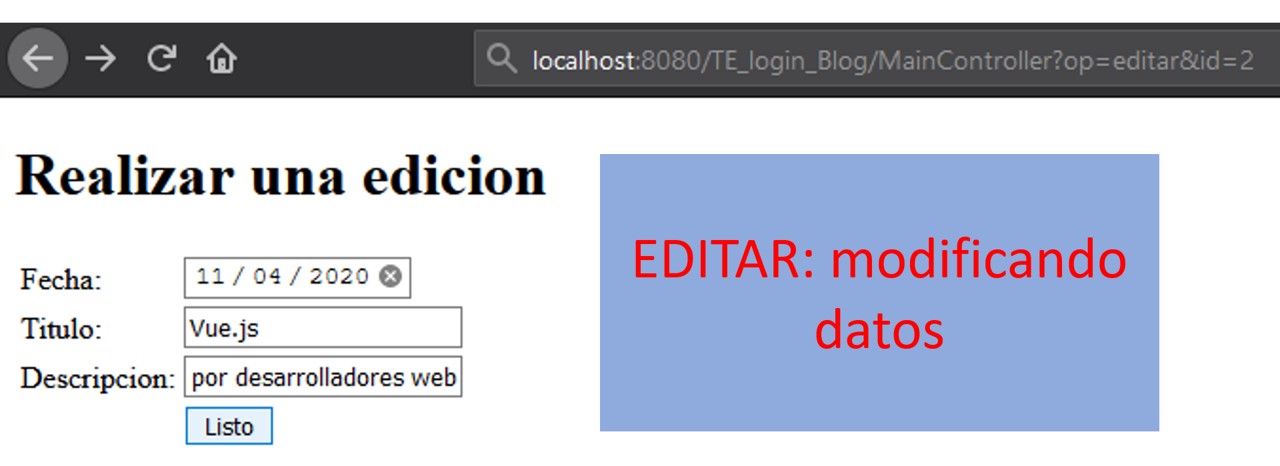 localhost:8080/TE_login_Blog/MainController?op=editar&id=2
Realizar una edicion
EDITAR: modificando
datos
Fecha: 11 / 04 / 2020
Titulo: Vue.js
Descripcion: por desarrolladores web
Listo